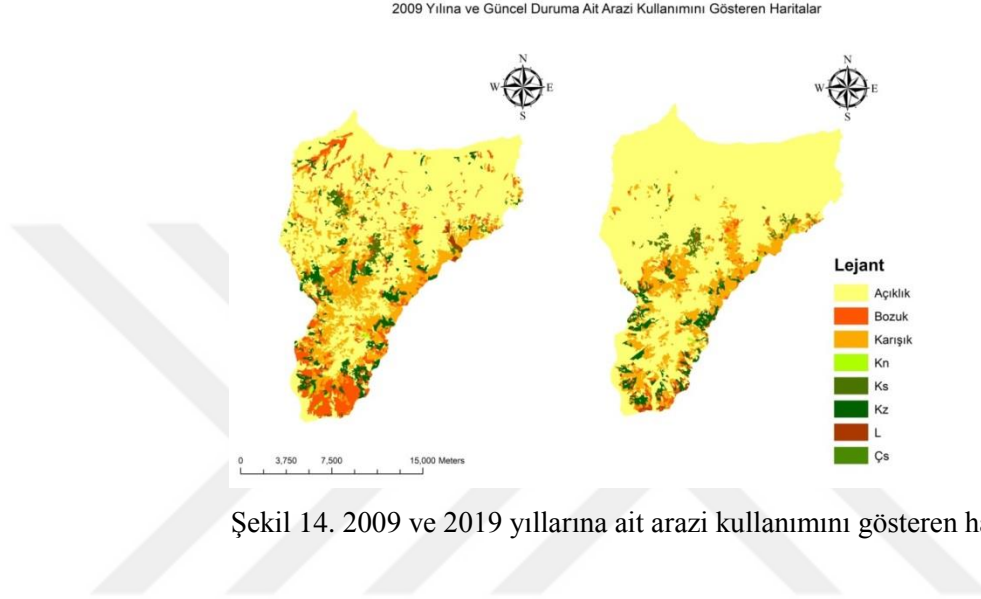 2009 Yılına ve Güncel Duruma Ait Arazi Kullanımını Gösteren Haritalar
N
W E
S
N
W E
S
Lejant
Açıklık
Bozuk
Karışık
Kn
Ks
Kz
L
Çs
0 3,750 7,500 15,000 Meters
Şekil 14. 2009 ve 2019 yıllarına ait arazi kullanımını gösteren